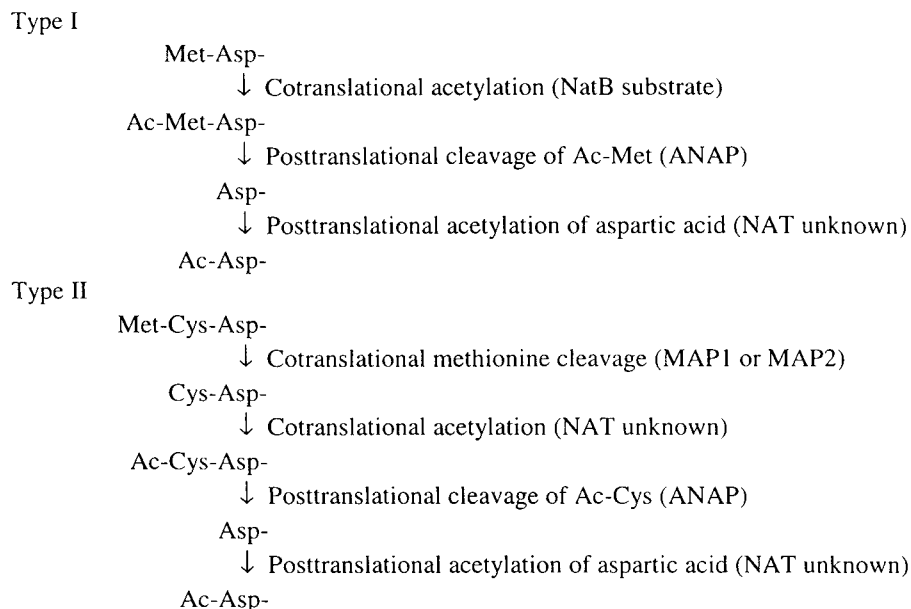 Type I
Met-Asp-
↓ Cotranslational acetylation (NatB substrate)
Ac-Met-Asp-
↓ Posttranslational cleavage of Ac-Met (ANAP)
Asp-
↓ Posttranslational acetylation of aspartic acid (NAT unknown)
Ac-Asp-
Type II
Met-Cys-Asp-
↓ Cotranslational methionine cleavage (MAP1 or MAP2)
Cys-Asp-
↓ Cotranslational acetylation (NAT unknown)
Ac-Cys-Asp-
↓ Posttranslational cleavage of Ac-Cys (ANAP)
Asp-
↓ Posttranslational acetylation of aspartic acid (NAT unknown)
Ac-Asp-